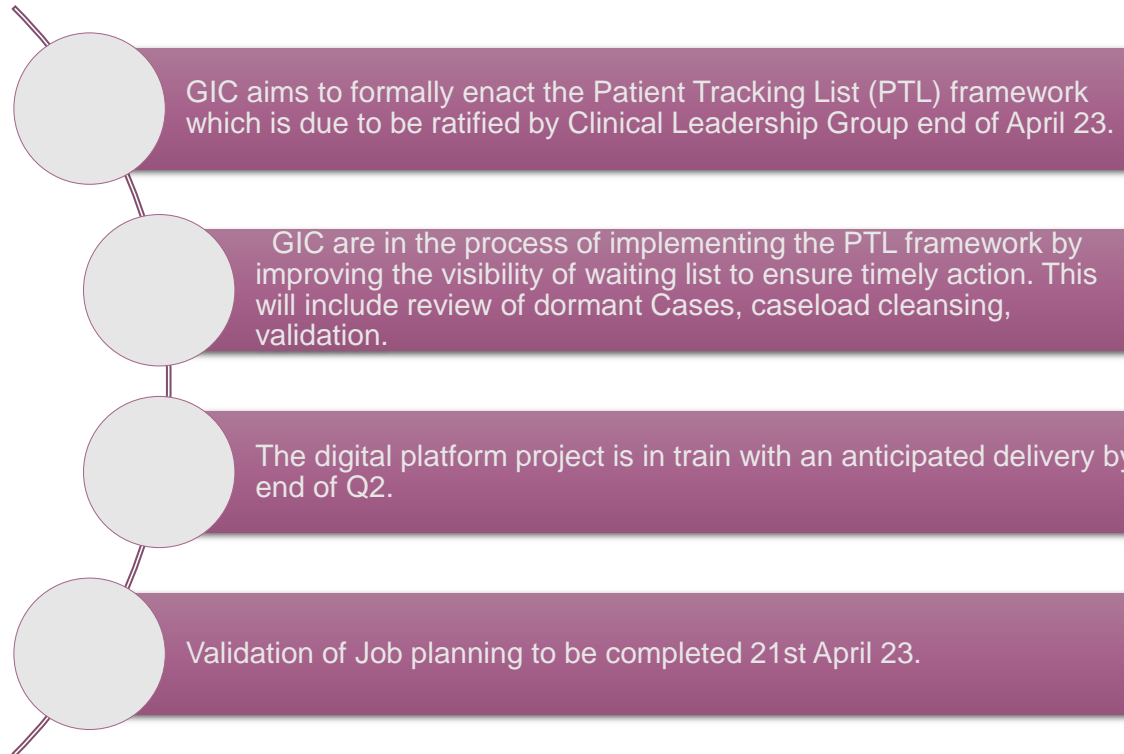 GIC aims to formally enact the Patient Tracking List (PTL) framework
which is due to be ratified by Clinical Leadership Group end of April 23.
GIC are in the process of implementing the PTL framework by
improving the visibility of waiting list to ensure timely action. This
will include review of dormant Cases, caseload cleansing,
validation.
The digital platform project is in train with an anticipated delivery by
end of Q2.
Validation of Job planning to be completed 21st April 23.